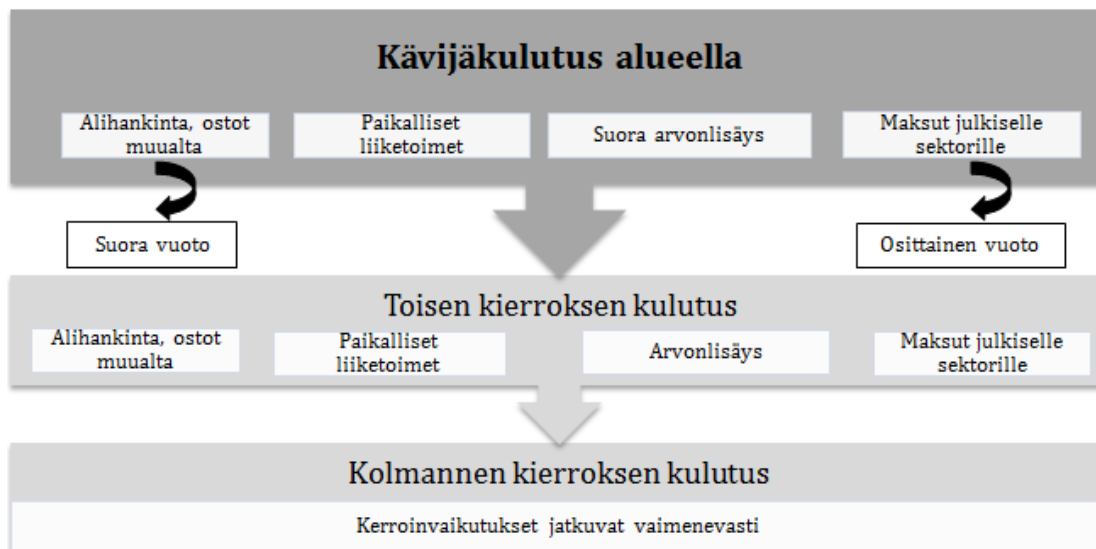 Kävijäkulutus alueella
Alihankinta, ostot
muualta
Paikalliset
liiketoimet
Suora arvonlisäys
Maksut julkiselle
sektorille
Suora vuoto
Osittainen vuoto
Toisen kierroksen kulutus
Alihankinta, ostot
muualta
Paikalliset
liiketoimet
Arvonlisäys
Maksut julkiselle
sektorille
Kolmannen kierroksen kulutus
Kerroinvaikutukset jatkuvat vaimenevasti